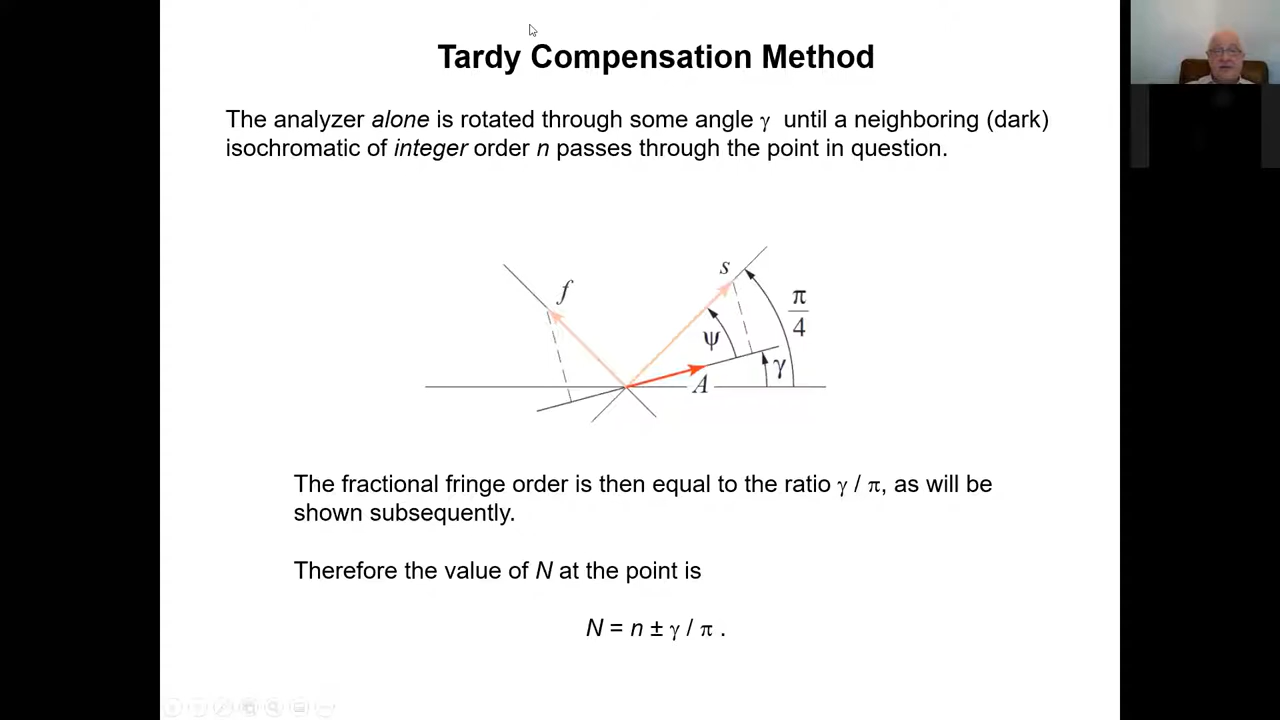 Tardy Compensation Method
The analyzer alone is rotated through some angle γ until a neighboring (dark)
isochromatic of integer order n passes through the point in question.
f
s
π
4
ψ
γ
A
The fractional fringe order is then equal to the ratio γ / π, as will be
shown subsequently.
Therefore the value of N at the point is
N = n ± γ / π .